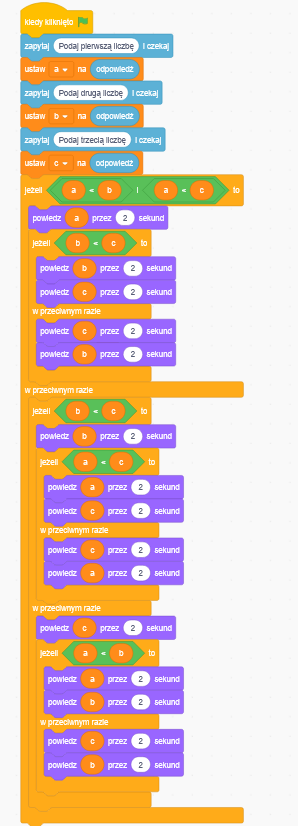 kiedy kliknięto
zapytaj Podaj pierwszą liczbę i czekaj
ustaw a na odpowiedź
zapytaj Podaj drugą liczbę i czekaj
ustaw b na odpowiedź
zapytaj Podaj trzecią liczbę i czekaj
ustaw c na odpowiedź
jeżeli a < b i a < c to
powiedz a przez 2 sekund
jeżeli b < c to
powiedz b przez 2 sekund
powiedz c przez 2 sekund
w przeciwnym razie
powiedz c przez 2 sekund
powiedz b przez 2 sekund
w przeciwnym razie
jeżeli b < c to
powiedz b przez 2 sekund
jeżeli a < c to
powiedz a przez 2 sekund
powiedz c przez 2 sekund
w przeciwnym razie
powiedz c przez 2 sekund
powiedz a przez 2 sekund
w przeciwnym razie
powiedz c przez 2 sekund
jeżeli a < b to
powiedz a przez 2 sekund
powiedz b przez 2 sekund
w przeciwnym razie
powiedz c przez 2 sekund
powiedz b przez 2 sekund